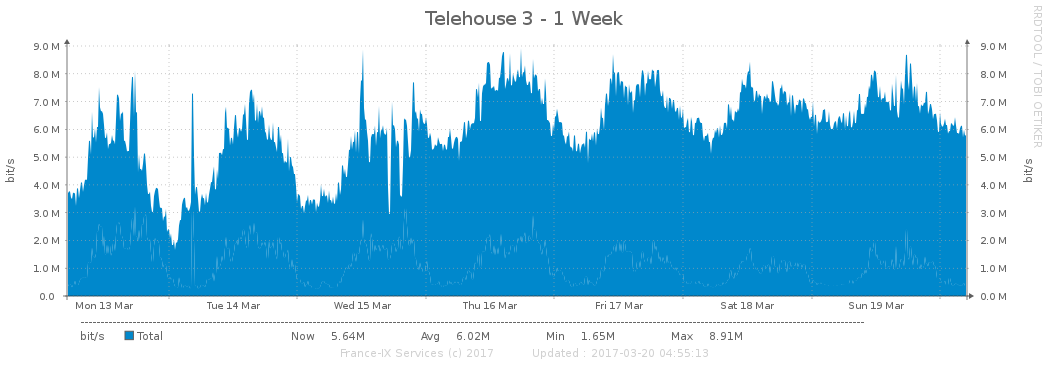 Telehouse 3 - 1 Week
RRDTOOL / TOBI OETIKER
9.0 M 9.0 M
8.0 M 8.0 M
7.0 M 7.0 M
6.0 M 6.0 M
5.0 M 5.0 M
4.0 M 4.0 M
3.0 M 3.0 M
2.0 M 2.0 M
1.0 M 1.0 M
0.0 0.0 M
bit/s
bit/s
Mon 13 Mar Tue 14 Mar Wed 15 Mar Thu 16 Mar Fri 17 Mar Sat 18 Mar Sun 19 Mar
bit/s Total Now 5.64M Avg 6.02M Min 1.65M Max 8.91M
France-IX Services (c) 2017 Updated : 2017-03-20 04:55:13